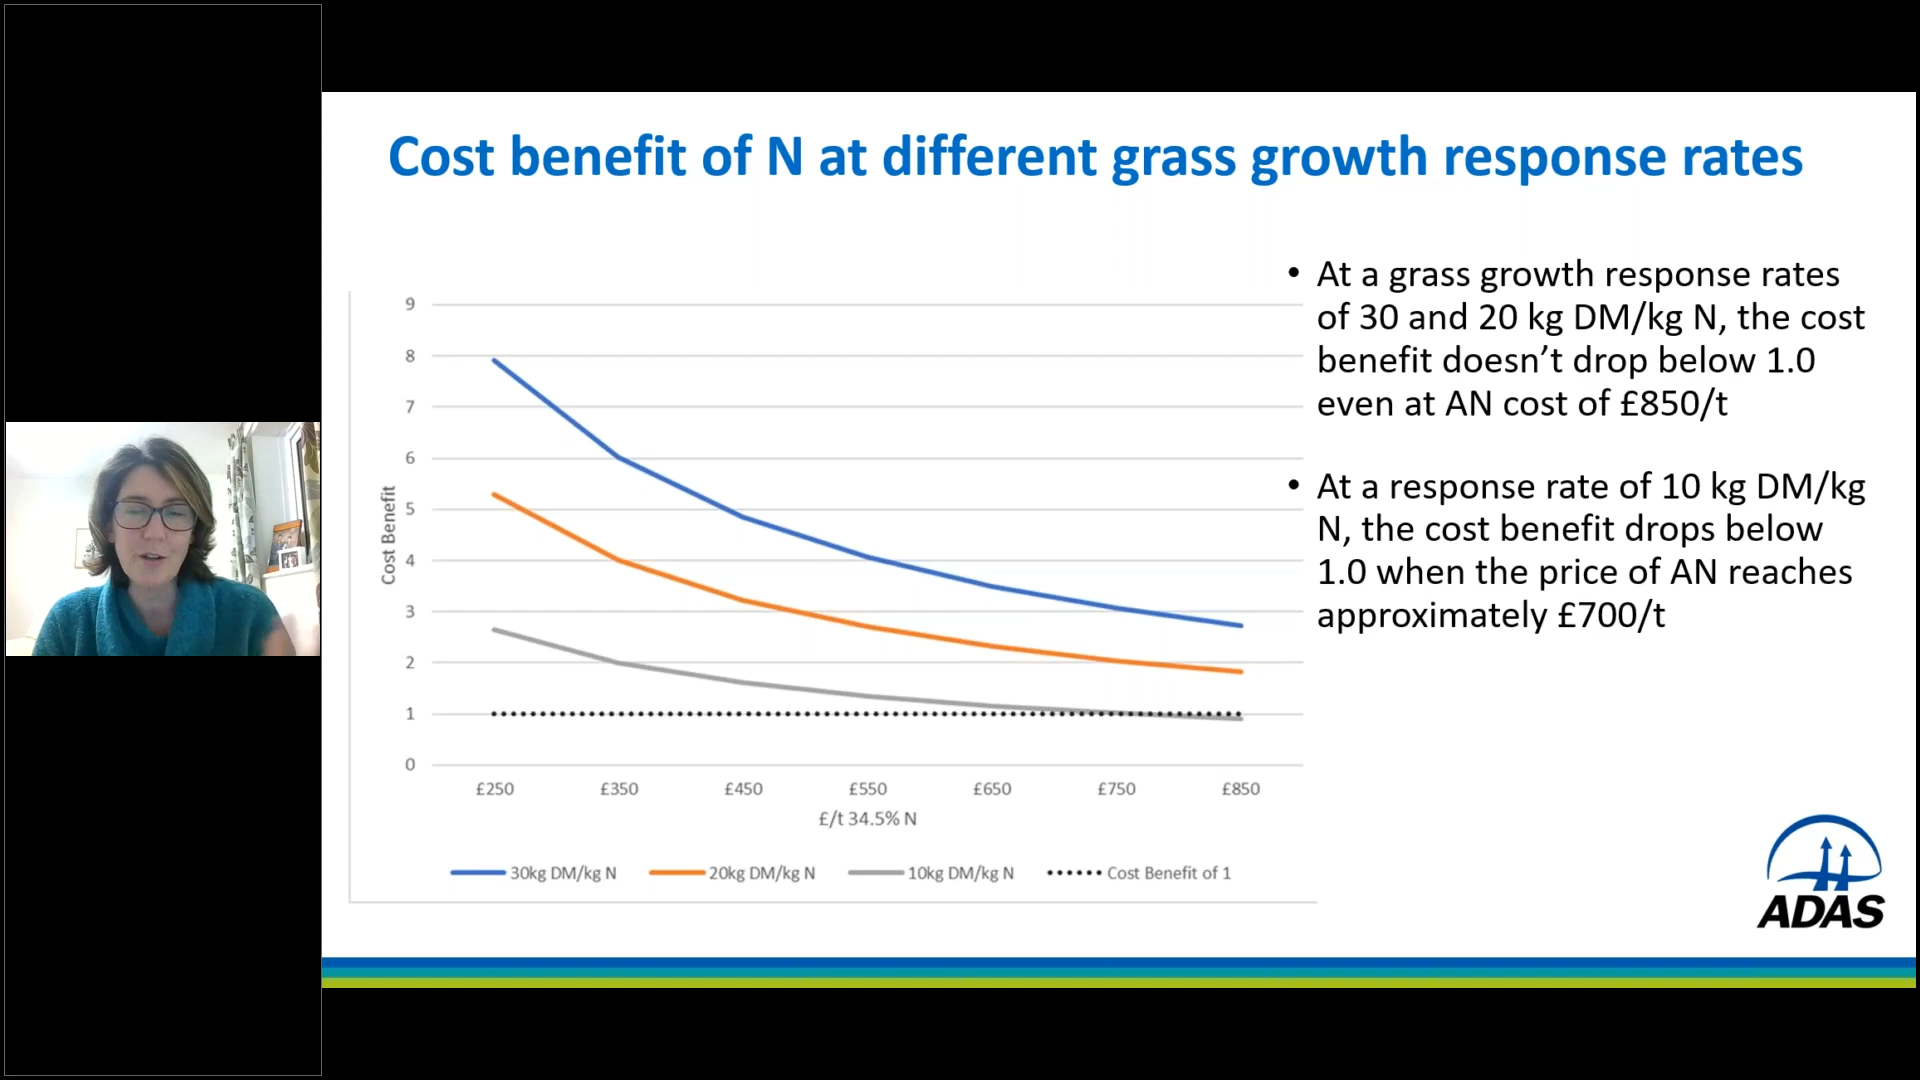 Cost benefit of N at different grass growth response rates
9
8
7
6
5
4
3
2
1
0
Cost Benefit
£250 £350 £450 £550 £650 £750 £850
£/t 34.5% N
30kg DM/kg N 20kg DM/kg N 10kg DM/kg N Cost Benefit of 1
• At a grass growth response rates
of 30 and 20 kg DM/kg N, the cost
benefit doesn’t drop below 1.0
even at AN cost of £850/t
• At a response rate of 10 kg DM/kg
N, the cost benefit drops below
1.0 when the price of AN reaches
approximately £700/t
ADAS